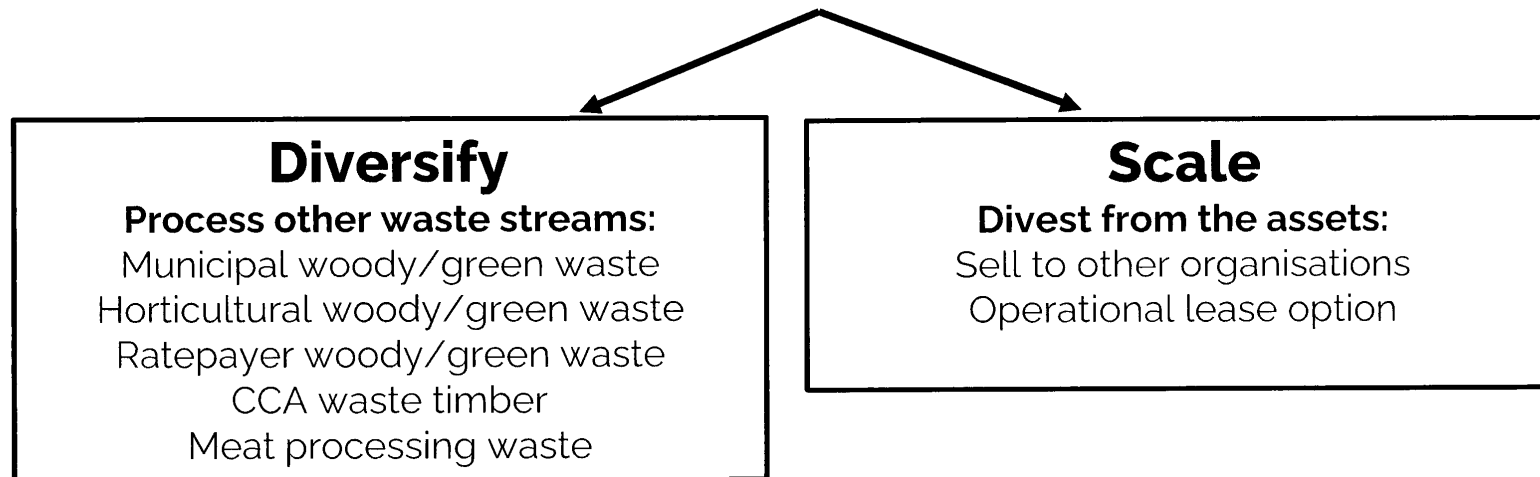 Diversify
Process other waste streams:
Municipal woody/green waste
Horticultural woody/green waste
Ratepayer woody/green waste
CCA waste timber
Meat processing waste
Scale
Divest from the assets:
Sell to other organisations
Operational lease option